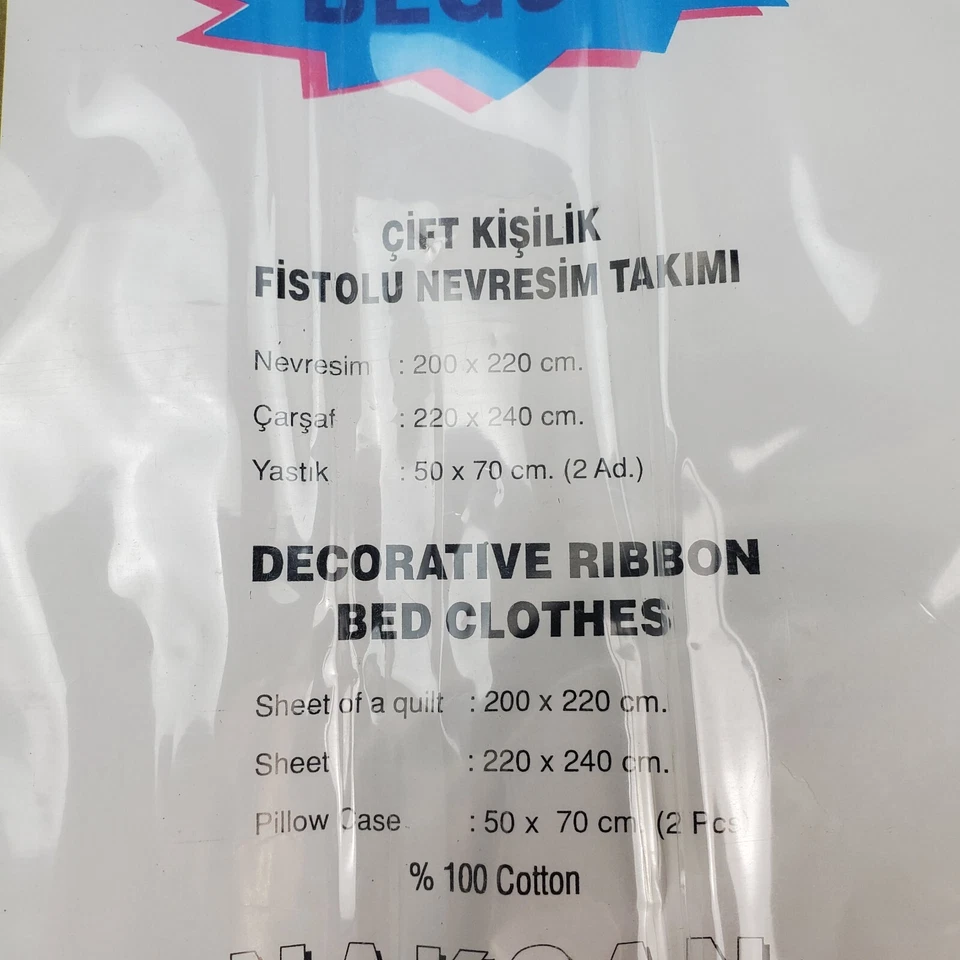 ÇİFT KİŞİLİK
FİSTOLU NEVRESİM TAKIMI
Nevresim : 200 x 220 cm.
Çarşaf : 220 x 240 cm.
Yastık : 50 x 70 cm. (2 Ad.)
DECORATIVE RIBBON
BED CLOTHES
Sheet of a quilt : 200 x 220 cm.
Sheet : 220 x 240 cm.
Pillow Case : 50 x 70 cm. (2 Pcs)
% 100 Cotton